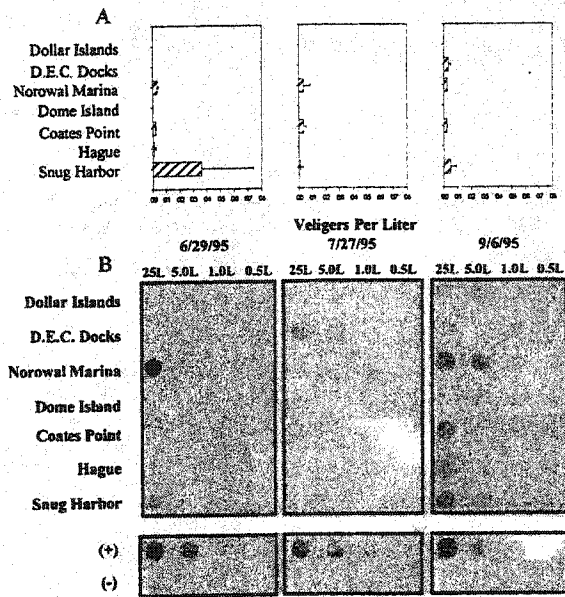 A
Dollar Islands
D.E.C. Docks
Norowal Marina
Dome Island
Coates Point
Hague
Snug Harbor
Veligers Per Liter
6/29/95 7/27/95 9/6/95
B
25L 5.0L 1.0L 0.5L 25L 5.0L 1.0L 0.5L 25L 5.0L 1.0L 0.5L
Dollar Islands
D.E.C. Docks
Norowal Marina
Dome Island
Coates Point
Hague
Snug Harbor
(+)
(-)